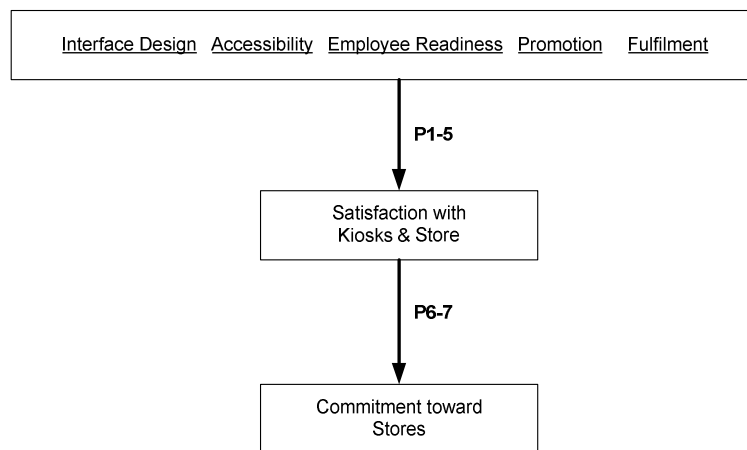 Interface Design Accessibility Employee Readiness Promotion Fulfilment
P1-5
Satisfaction with
Kiosks & Store
P6-7
Commitment toward
Stores